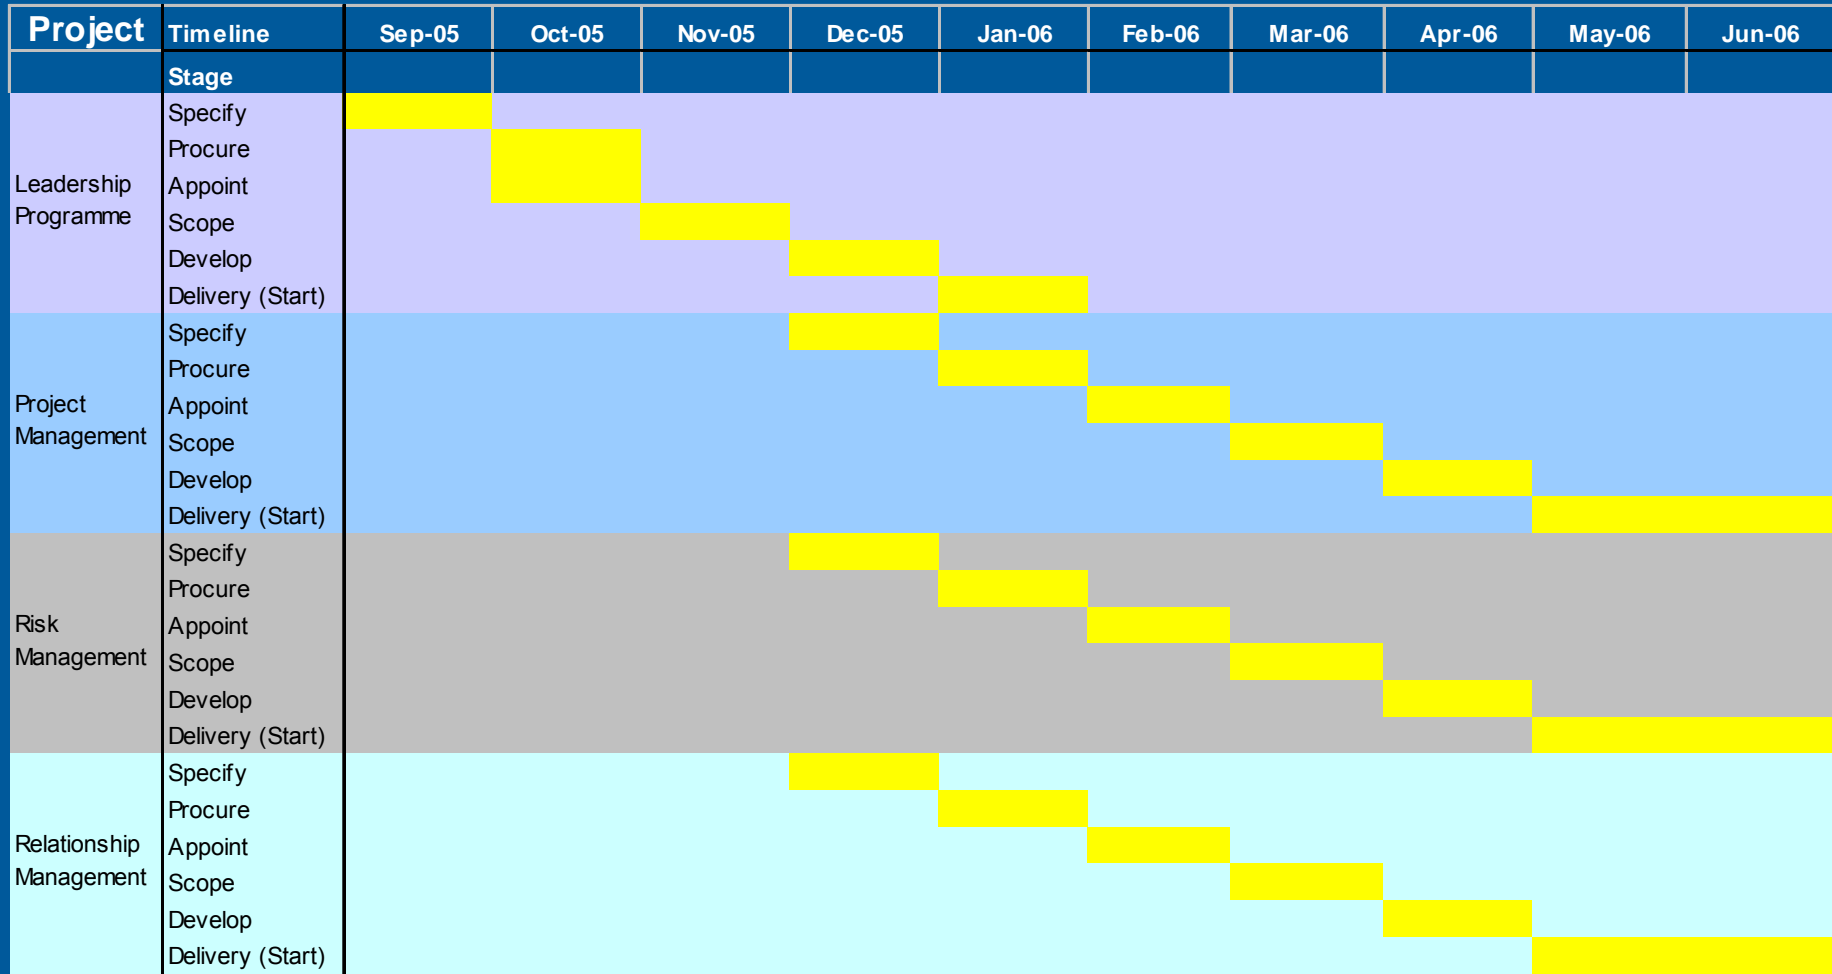 Project Timeline Sep-05 Oct-05 Nov-05 Dec-05 Jan-06 Feb-06 Mar-06 Apr-06 May-06 Jun-06
Stage
Leadership
Programme
Specify
Procure
Appoint
Scope
Develop
Delivery (Start)
Project
Management
Specify
Procure
Appoint
Scope
Develop
Delivery (Start)
Risk
Management
Specify
Procure
Appoint
Scope
Develop
Delivery (Start)
Relationship
Management
Specify
Procure
Appoint
Scope
Develop
Delivery (Start)